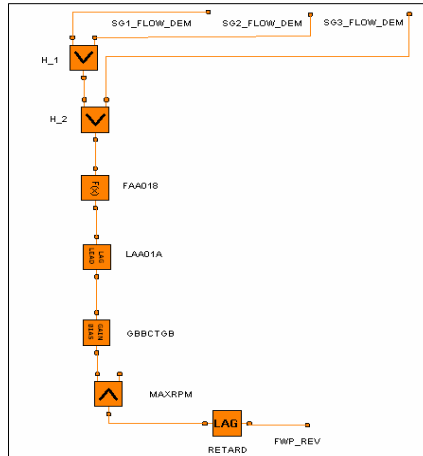 SG1_FLOW_DEM
SG2_FLOW_DEM
SG3_FLOW_DEM
H_1
H_2
F(X)
FAA018
LAG
LEAD
LAA01A
GAIN
BIAS
GBBCTGB
MAXRPM
LAG
RETARD
FWP_REV